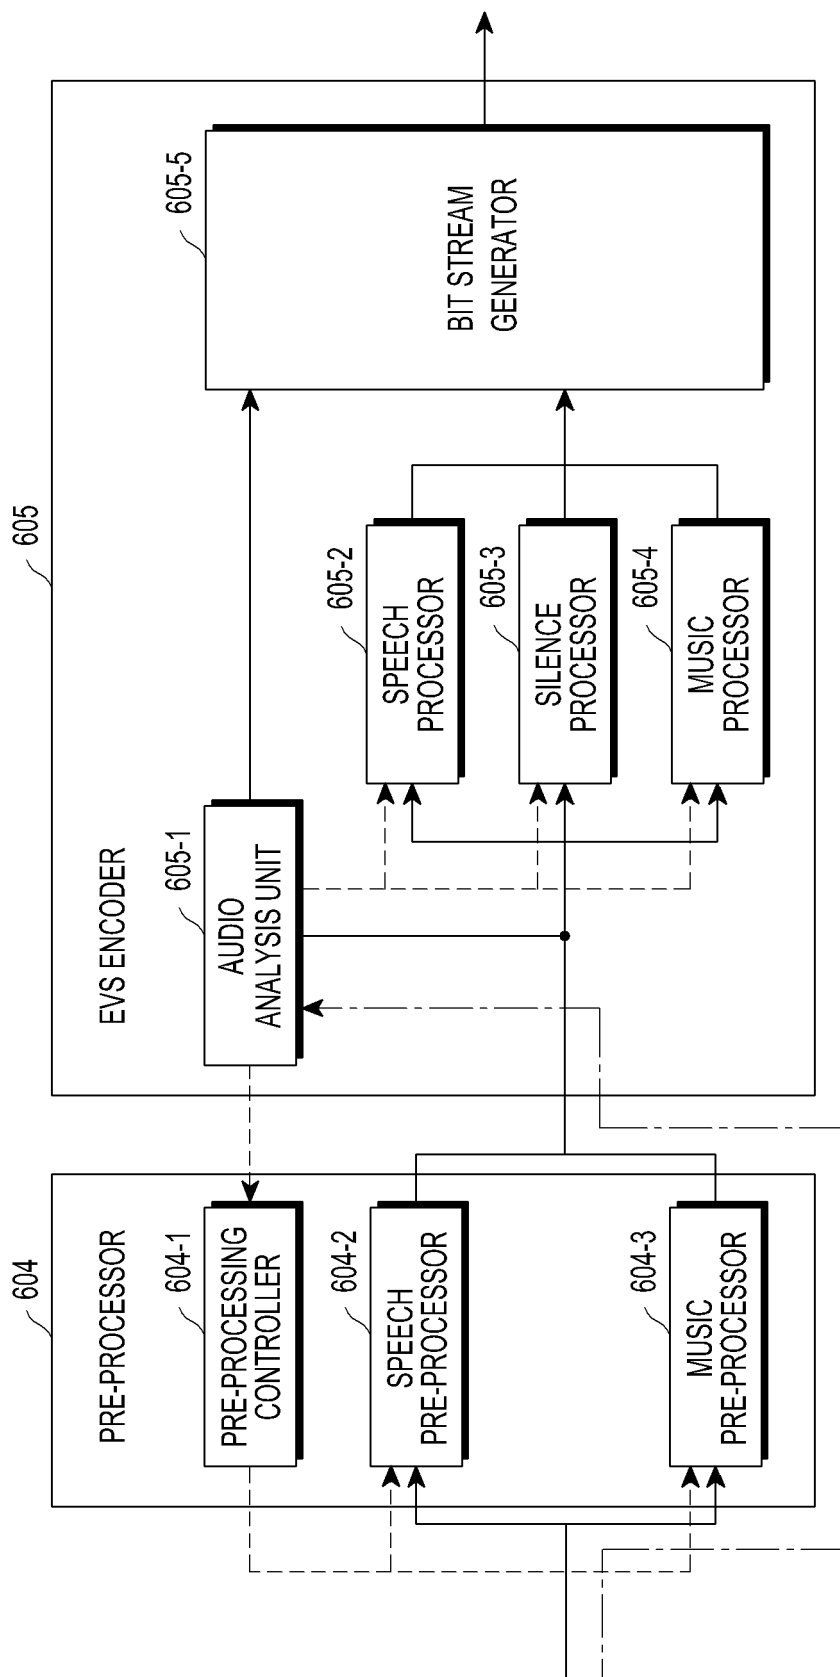 604
PRE-PROCESSOR
604-1
PRE-PROCESSING
CONTROLLER
604-2
SPEECH
PRE-PROCESSOR
604-3
MUSIC
PRE-PROCESSOR
605
EVS ENCODER
605-1
AUDIO
ANALYSIS UNIT
605-2
SPEECH
PROCESSOR
605-3
SILENCE
PROCESSOR
605-4
MUSIC
PROCESSOR
605-5
BIT STREAM
GENERATOR